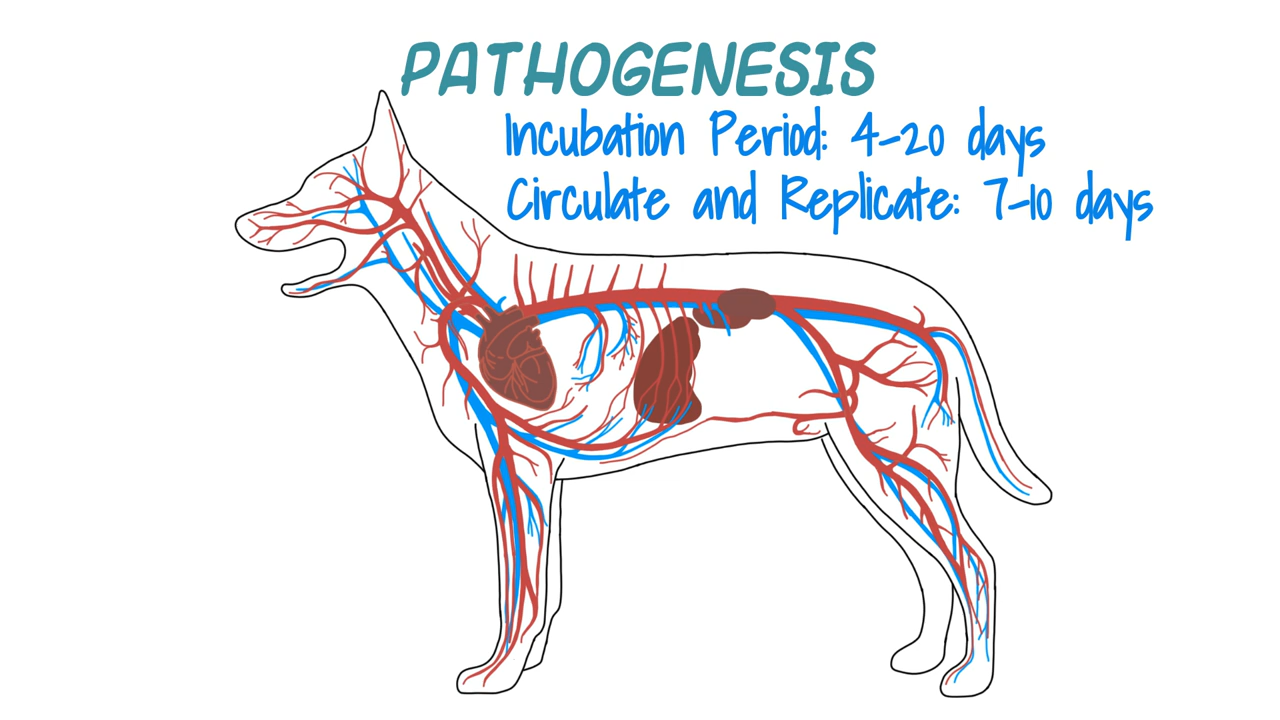 PATHOGENESIS
Incubation Period: 4-20 days
Circulate and Replicate: 7-10 days